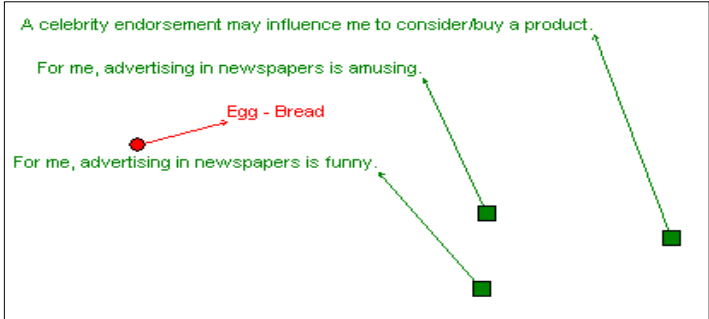 A celebrity endorsement may influence me to consider/buy a product.
For me, advertising in newspapers is amusing.
Egg - Bread
For me, advertising in newspapers is funny.